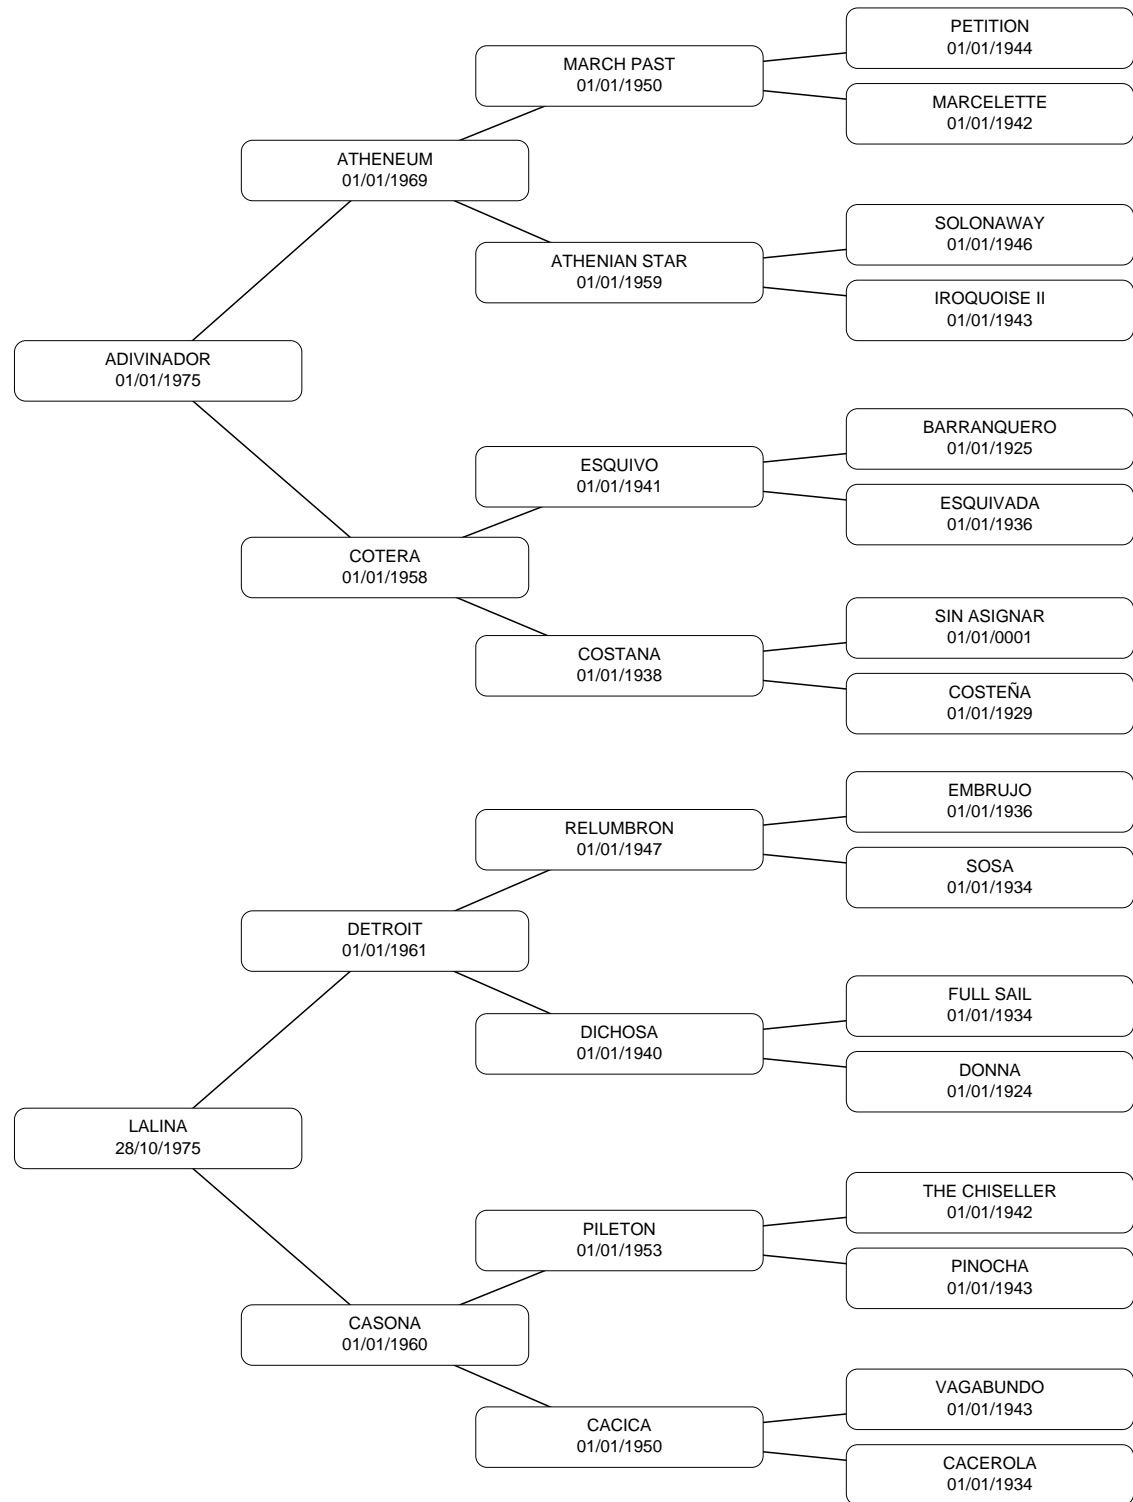 PETITION
01/01/1944
MARCH PAST
01/01/1950
MARCELETTE
01/01/1942
ATHENEUM
01/01/1969
SOLONAWAY
01/01/1946
ATHENIAN STAR
01/01/1959
IROQUOISE II
01/01/1943
ADIVINADOR
01/01/1975
BARRANQUERO
01/01/1925
ESQUIVO
01/01/1941
ESQUIVADA
01/01/1936
COTERA
01/01/1958
SIN ASIGNAR
01/01/0001
COSTANA
01/01/1938
COSTEÑA
01/01/1929
EMBRUJO
01/01/1936
RELUMBRON
01/01/1947
SOSA
01/01/1934
DETROIT
01/01/1961
FULL SAIL
01/01/1934
DICHOSA
01/01/1940
DONNA
01/01/1924
LALINA
28/10/1975
THE CHISELLER
01/01/1942
PILETON
01/01/1953
PINOCHA
01/01/1943
CASONA
01/01/1960
VAGABUNDO
01/01/1943
CACICA
01/01/1950
CACEROLA
01/01/1934